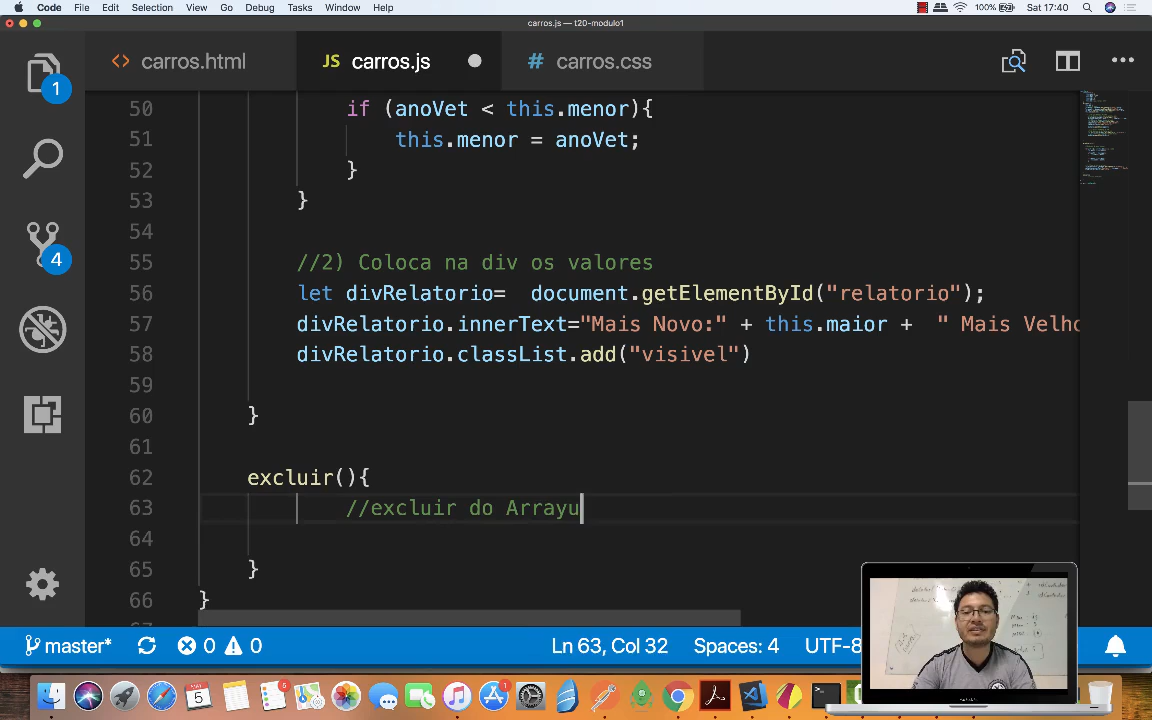 Code File Edit Selection View Go Debug Tasks Window Help 100% Sat 17:40
carros.js — t20-modulo1
<> carros.html JS carros.js # carros.css
1
4
50 if (anoVet < this.menor){
51 this.menor = anoVet;
52 }
53 }
54
55 //2) Coloca na div os valores
56 let divRelatorio=  document.getElementById("relatorio");
57 divRelatorio.innerText="Mais Novo:" + this.maior +  " Mais Velho
58 divRelatorio.classList.add("visivel")
59
60 }
61
62 excluir(){
63 //excluir do Arrayu
64
65 }
66 }
master* 0 0 Ln 63, Col 32 Spaces: 4 UTF-8
SEP
5
6
1